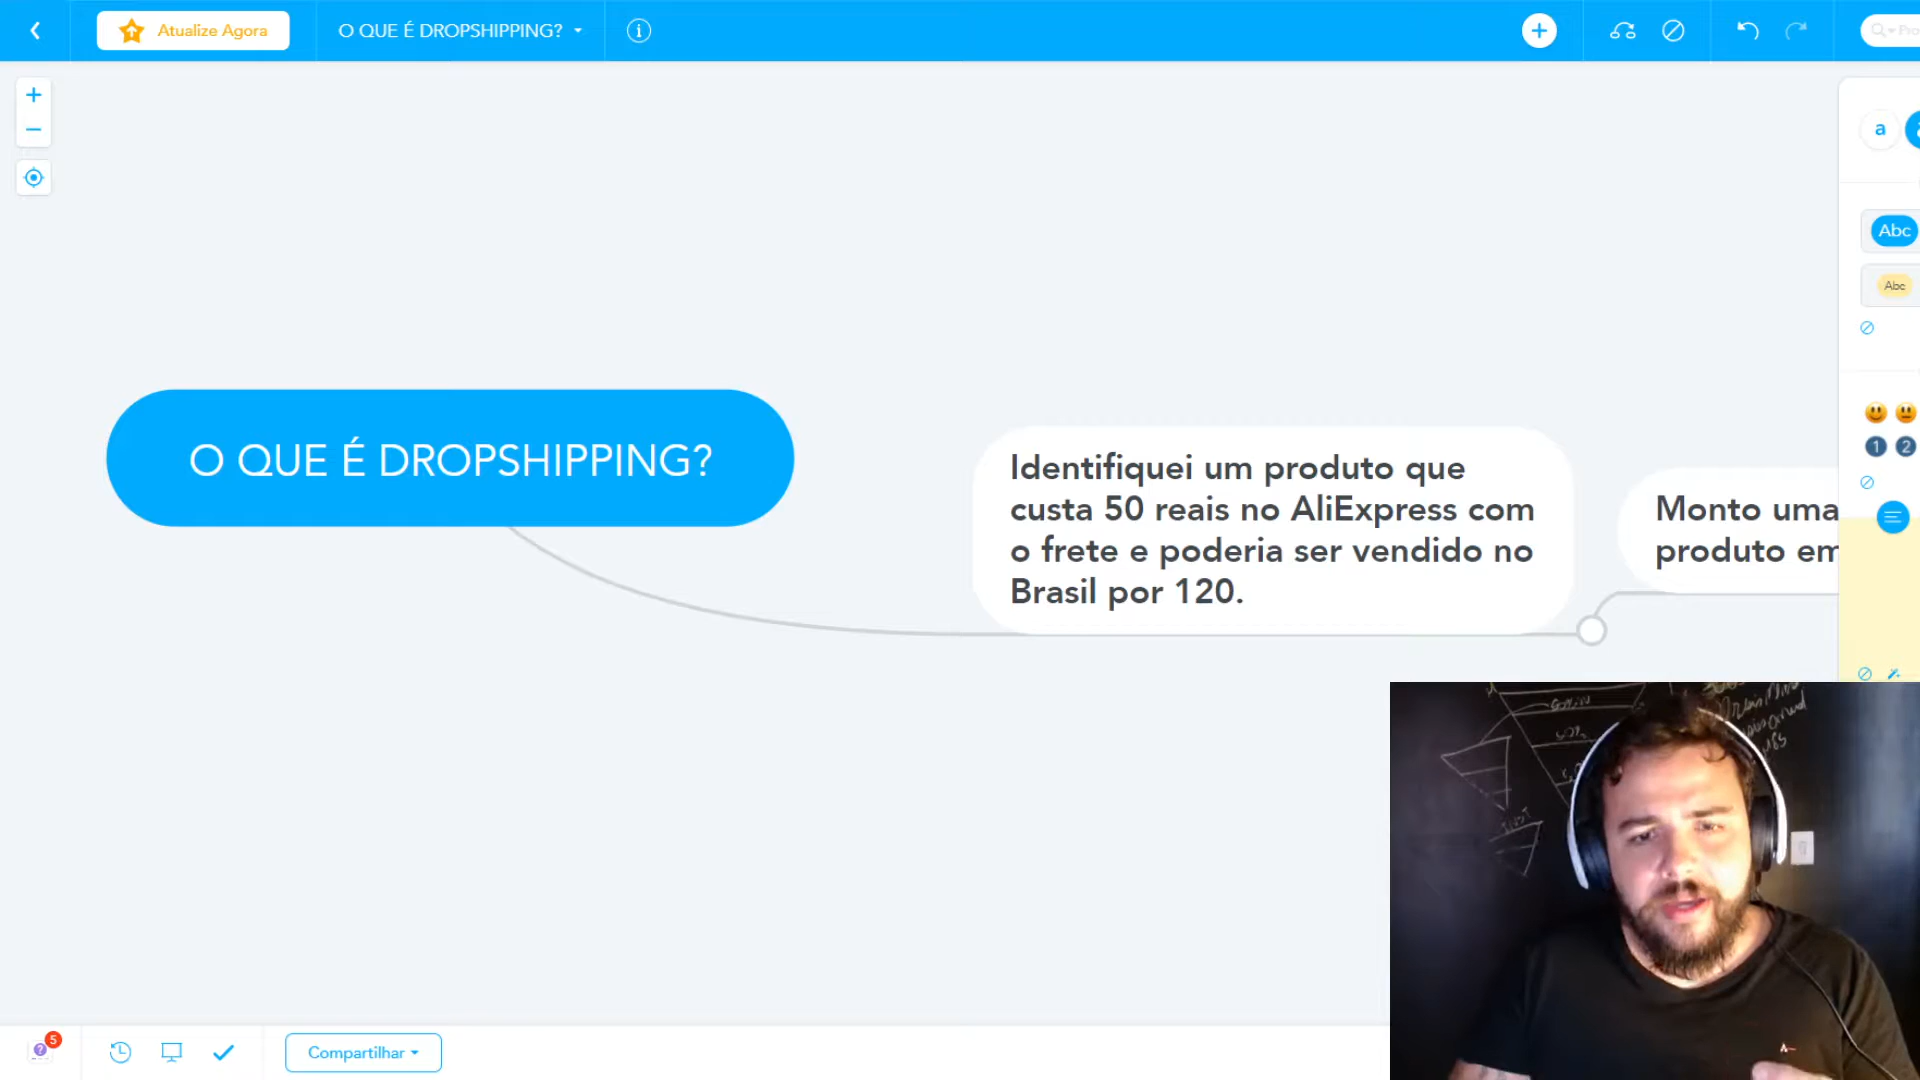 Atualize Agora
O QUE É DROPSHIPPING?
Pro
a
Abc
Abc
O QUE É DROPSHIPPING?
Identifiquei um produto que
custa 50 reais no AliExpress com
o frete e poderia ser vendido no
Brasil por 120.
Monto uma
produto em
1 2
5
Compartilhar